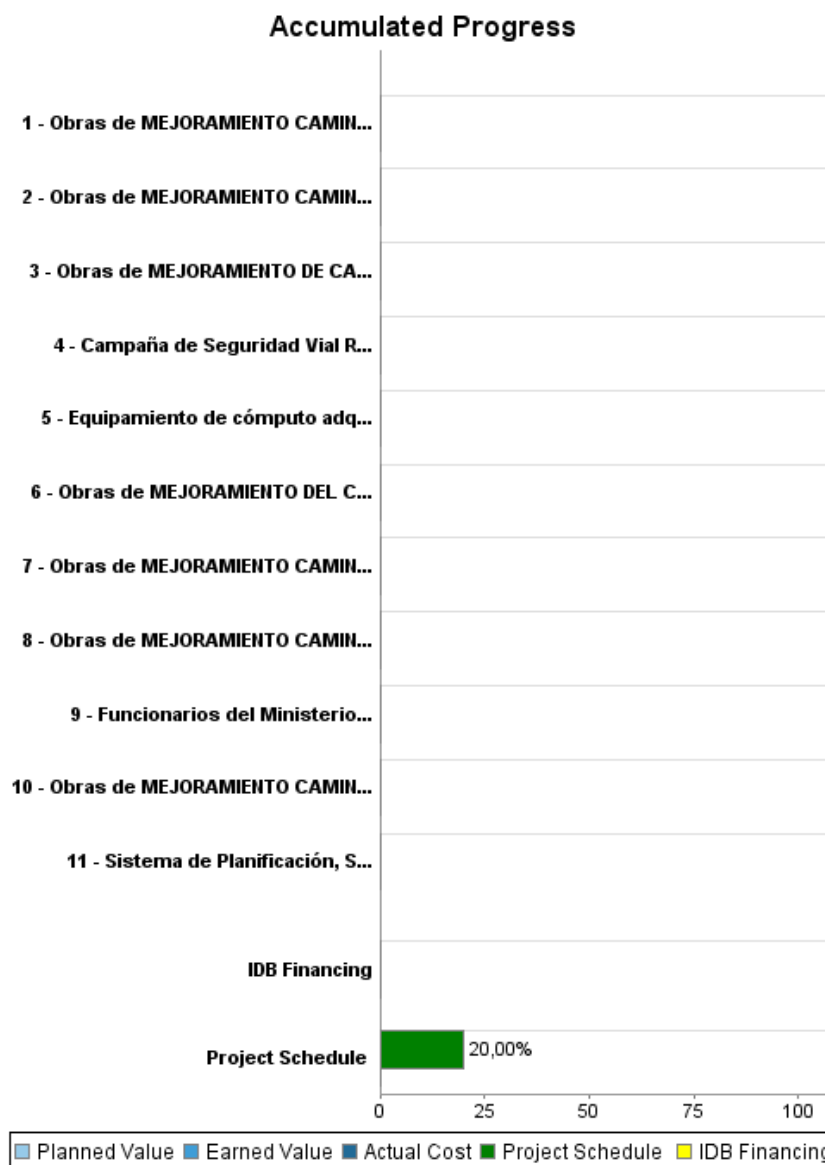 Accumulated Progress
1 - Obras de MEJORAMIENTO CAMIN...
2 - Obras de MEJORAMIENTO CAMIN...
3 - Obras de MEJORAMIENTO DE CA...
4 - Campaña de Seguridad Vial R...
5 - Equipamiento de cómputo adq...
6 - Obras de MEJORAMIENTO DEL C...
7 - Obras de MEJORAMIENTO CAMIN...
8 - Obras de MEJORAMIENTO CAMIN...
9 - Funcionarios del Ministerio...
10 - Obras de MEJORAMIENTO CAMIN...
11 - Sistema de Planificación, S...
IDB Financing
Project Schedule 20,00%
0 25 50 75 100
Planned Value Earned Value Actual Cost Project Schedule IDB Financing